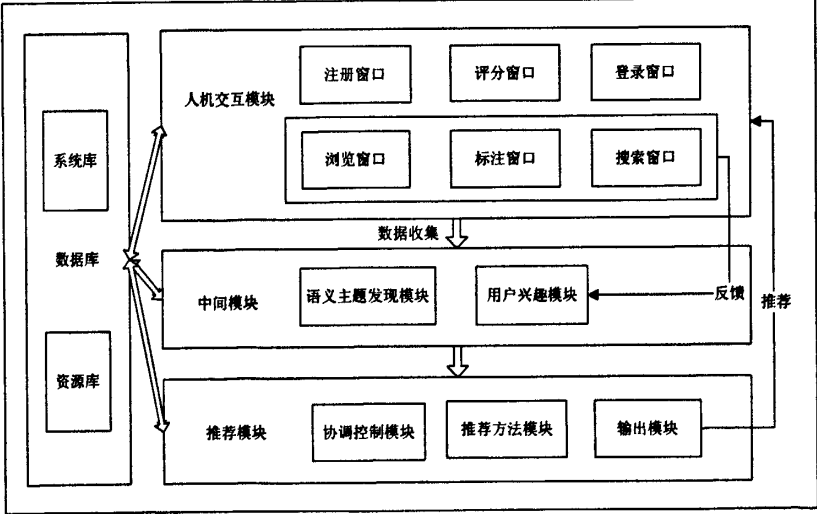 注册窗口
评分窗口
登录窗口
人机交互模块
浏览窗口
标注窗口
搜索窗口
系统库
数据库
资源库
数据收集
中间模块
语义主题发现模块
用户兴趣模块
反馈
推荐
推荐模块
协调控制模块
推荐方法模块
输出模块